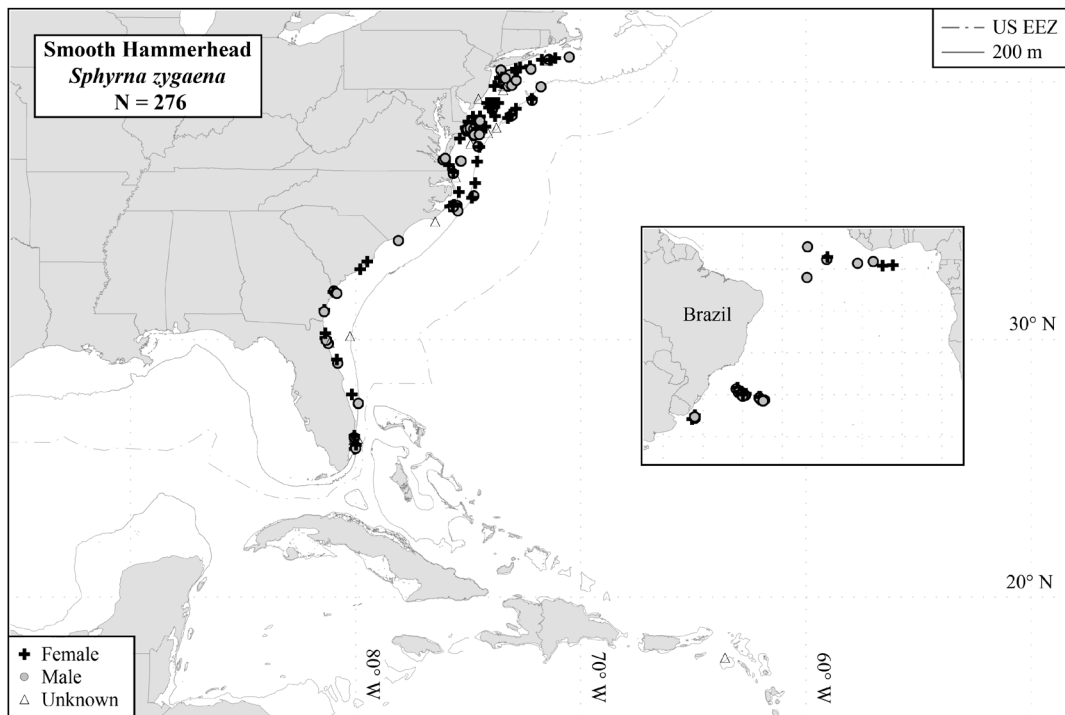 Smooth Hammerhead
Sphyrna zygaena
N = 276
US EEZ
200 m
Brazil
30° N
20° N
80° W
70° W
60° W
Female
Male
Unknown